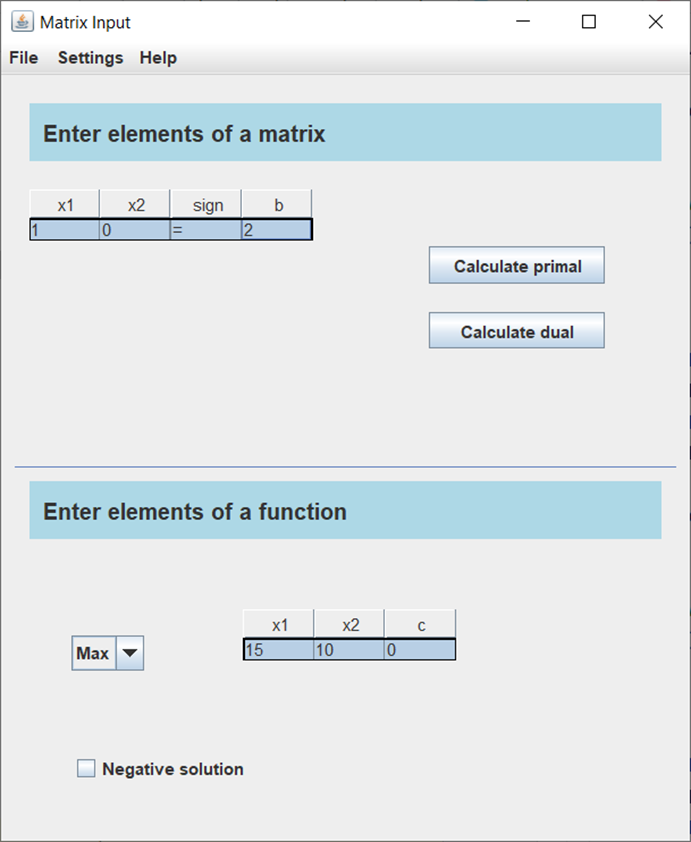 Matrix Input
File Settings Help
Enter elements of a matrix
x1 x2 sign b
1 0 = 2
Calculate primal
Calculate dual
Enter elements of a function
x1 x2 c
15 10 0
Max
Negative solution